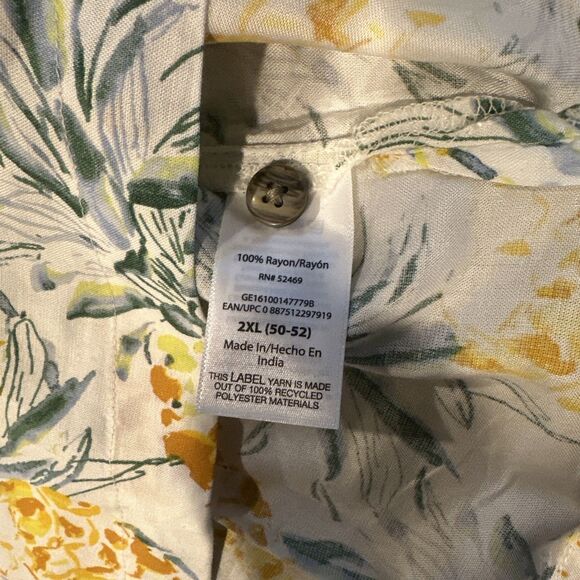 100% Rayon/Rayón
RN# 52469
GE16100147779B
EAN/UPC 0 887512297919
2XL (50-52)
Made In/Hecho En
India
THIS LABEL YARN IS MADE
OUT OF 100% RECYCLED
POLYESTER MATERIALS